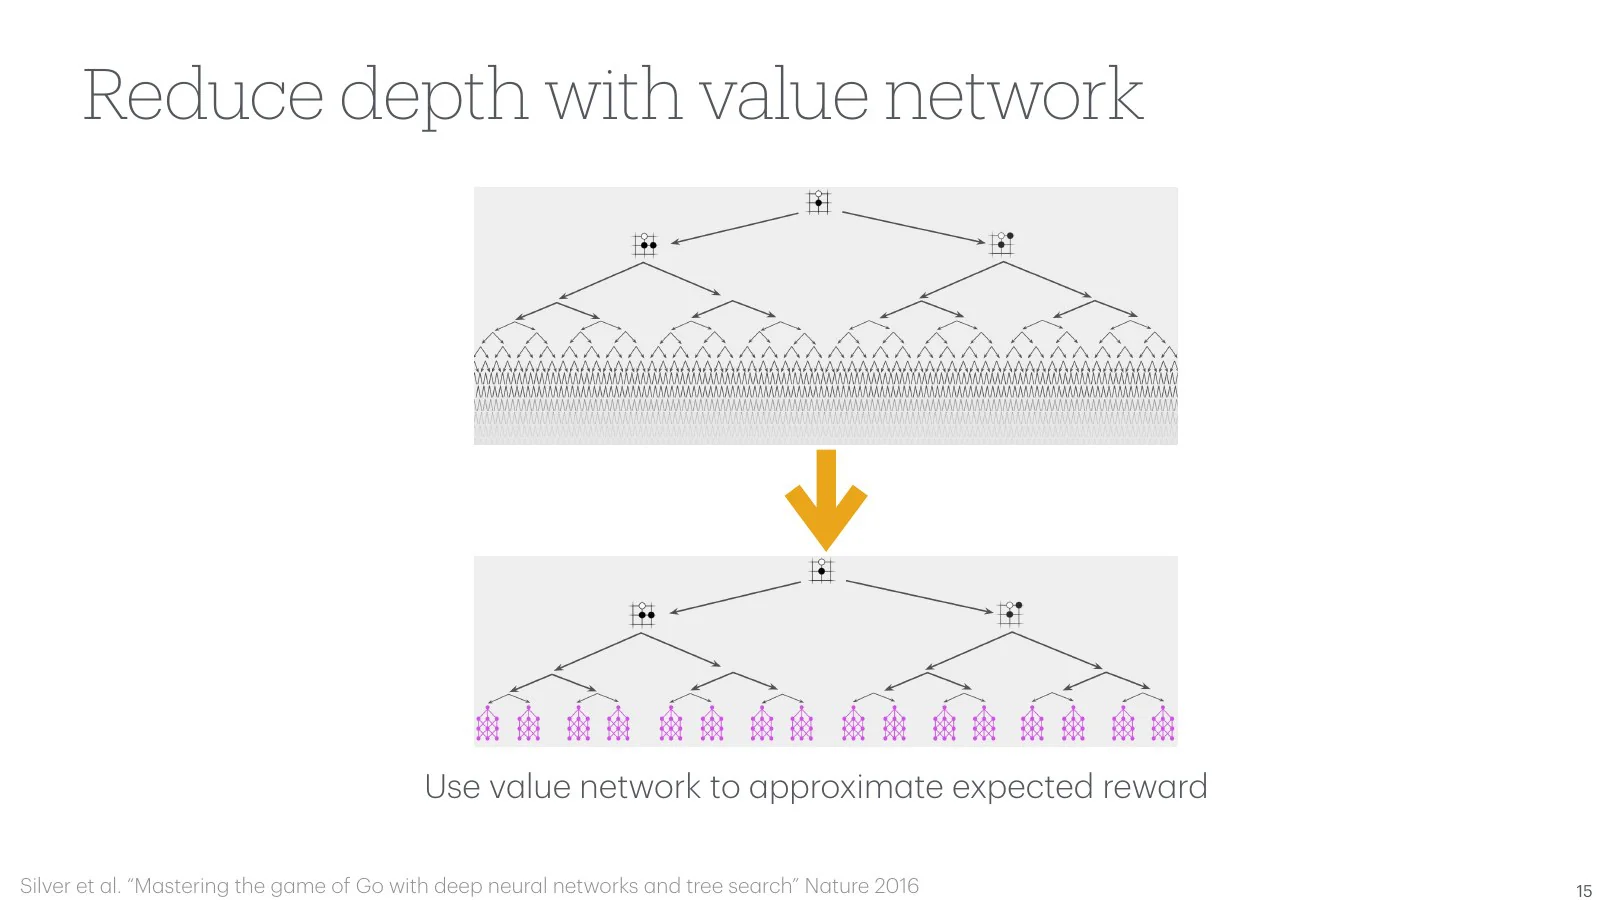 Reduce depth with value network
Use value network to approximate expected reward
Silver et al. “Mastering the game of Go with deep neural networks and tree search” Nature 2016
15